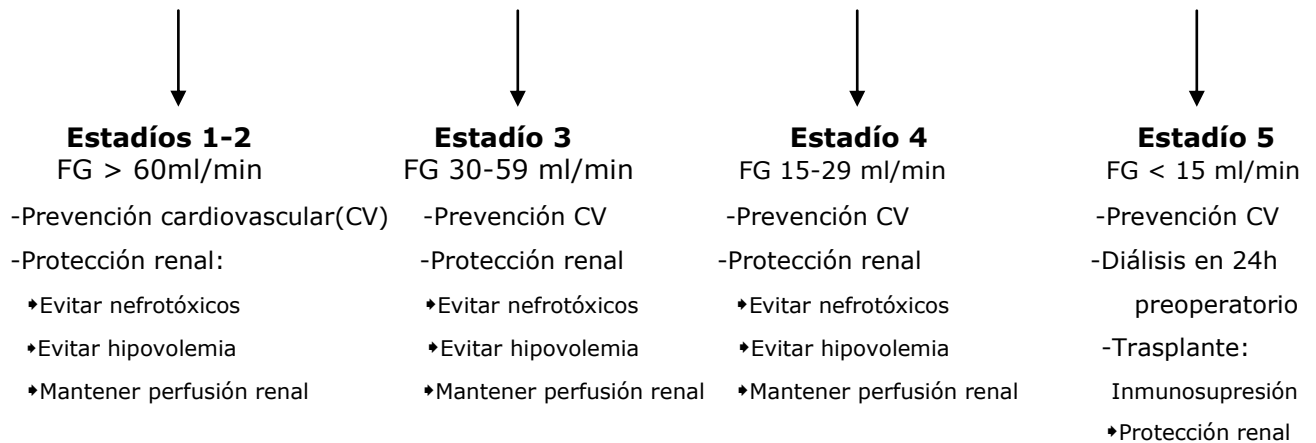 Estadíos 1-2
FG > 60ml/min
-Prevención cardiovascular(CV)
-Protección renal:
➧Evitar nefrotóxicos
➧Evitar hipovolemia
➧Mantener perfusión renal
Estadío 3
FG 30-59 ml/min
-Prevención CV
-Protección renal
➧Evitar nefrotóxicos
➧Evitar hipovolemia
➧Mantener perfusión renal
Estadío 4
FG 15-29 ml/min
-Prevención CV
-Protección renal
➧Evitar nefrotóxicos
➧Evitar hipovolemia
➧Mantener perfusión renal
Estadío 5
FG < 15 ml/min
-Prevención CV
-Diálisis en 24h
preoperatorio
-Trasplante:
Inmunosupresión
➧Protección renal